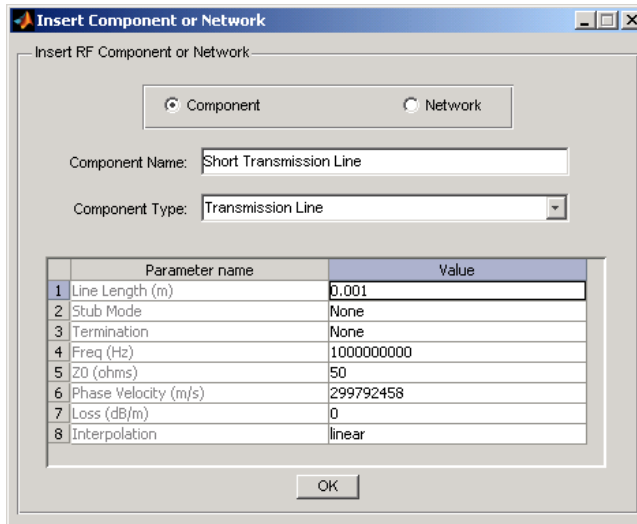 Insert Component or Network
Insert RF Component or Network
Component Network
Component Name: Short Transmission Line
Component Type: Transmission Line
Parameter name Value
1 Line Length (m) 0.001
2 Stub Mode None
3 Termination None
4 Freq (Hz) 1000000000
5 Z0 (ohms) 50
6 Phase Velocity (m/s) 299792458
7 Loss (dB/m) 0
8 Interpolation linear
OK